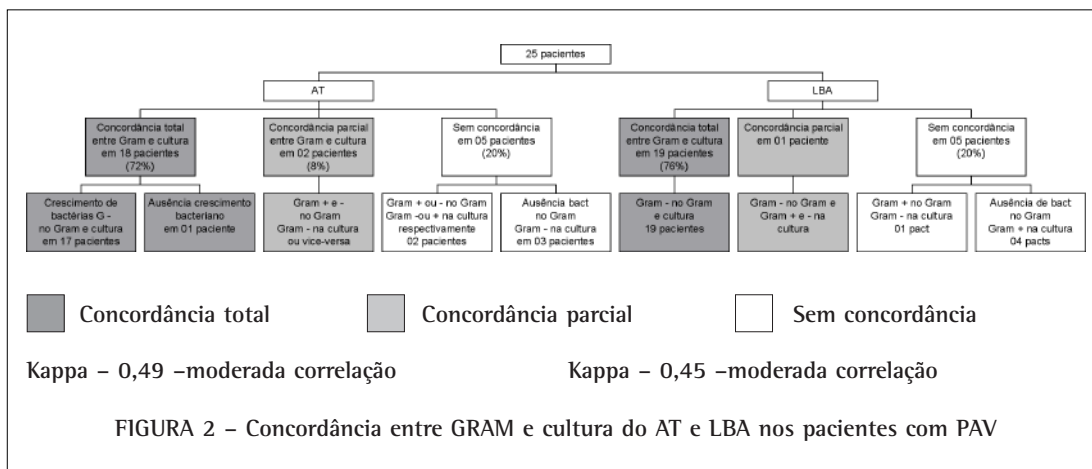 25 pacientes
AT
LBA
Concordância total
entre Gram e cultura
em 18 pacientes
(72%)
Concordância parcial
entre Gram e cultura
em 02 pacientes
(8%)
Sem concordância
em 05 pacientes
(20%)
Concordância total
entre Gram e cultura
em 19 pacientes
(76%)
Concordância parcial
em 01 paciente
Sem concordância
em 05 pacientes
(20%)
Crescimento de
bactérias G -
no Gram e cultura
em 17 pacientes
Ausência crescimento
bacteriano
em 01 paciente
Gram + e -
no Gram
Gram - na cultura
ou vice-versa
Gram + ou - no Gram
Gram -ou + na cultura
respectivamente
02 pacientes
Ausência bact
no Gram
Gram - na cultura
em 03 pacientes
Gram - no Gram
e cultura
19 pacientes
Gram - no Gram e
Gram + e - na
cultura
Gram + no Gram
Gram - na cultura
01 pact
Ausência de bact
no Gram
Gram + na cultura
04 pacts
Concordância total
Concordância parcial
Sem concordância
Kappa – 0,49 –moderada correlação
Kappa – 0,45 –moderada correlação
FIGURA 2 – Concordância entre GRAM e cultura do AT e LBA nos pacientes com PAV